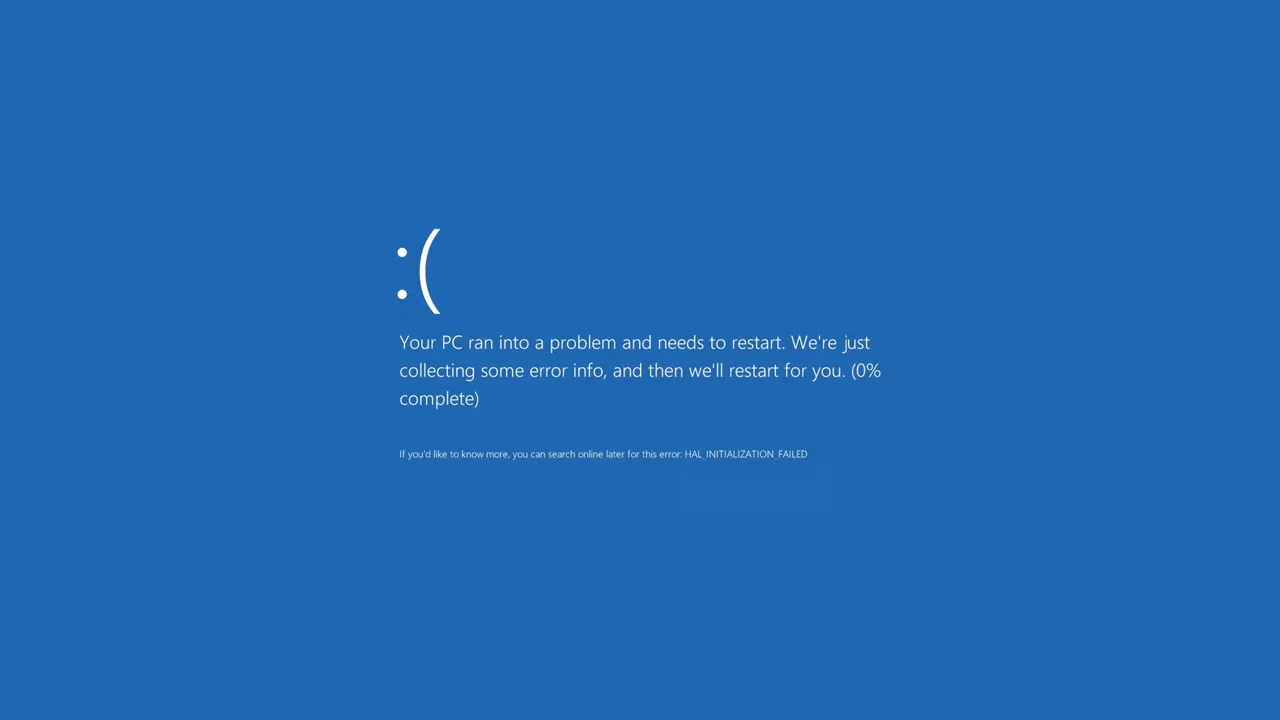 :(
Your PC ran into a problem and needs to restart. We're just
collecting some error info, and then we'll restart for you. (0%
complete)
If you'd like to know more, you can search online later for this error: HAL_INITIALIZATION_FAILED